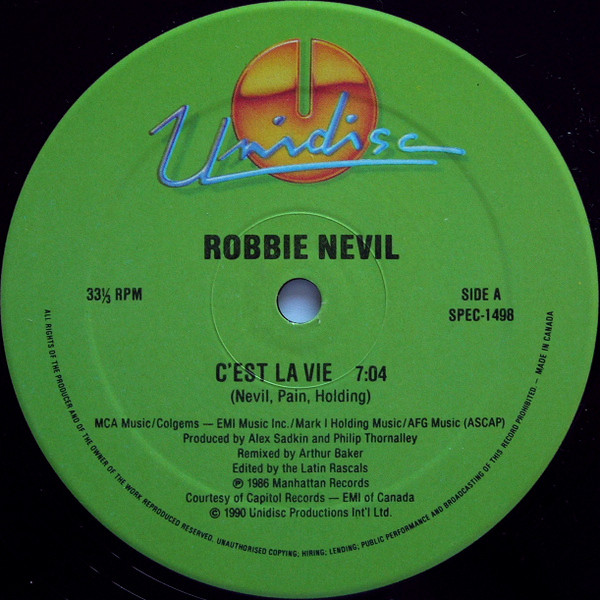 Unidisc
ROBBIE NEVIL
33⅓ RPM
SIDE A
SPEC-1498
C'EST LA VIE 7:04
(Nevil, Pain, Holding)
MCA Music/Colgems — EMI Music Inc./Mark I Holding Music/AFG Music (ASCAP)
Produced by Alex Sadkin and Philip Thornalley
Remixed by Arthur Baker
Edited by the Latin Rascals
℗ 1986 Manhattan Records
Courtesy of Capitol Records — EMI of Canada
© 1990 Unidisc Productions Int'l Ltd.
ALL RIGHTS OF THE PRODUCER AND OF THE OWNER OF THE WORK REPRODUCED RESERVED. UNAUTHORISED COPYING; HIRING; LENDING; PUBLIC PERFORMANCE AND BROADCASTING OF THIS RECORD PROHIBITED. — MADE IN CANADA